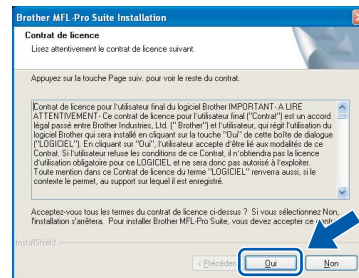 Brother MFL-Pro Suite Installation
Contrat de licence
Lisez attentivement le contrat de licence suivant.
Appuyez sur la touche Page suiv. pour voir le reste du contrat.
Contrat de licence pour l'utilisateur final du logiciel Brother IMPORTANT- A LIRE
ATTENTIVEMENT- Ce contrat de licence pour l'utilisateur final ("Contrat") est un accord
légal passé entre Brother Industries, Ltd. ("Brother") et l'utilisateur, qui régit l'utilisation du
logiciel Brother qui sera installé en cliquant sur la touche "Oui" de cette boîte de dialogue
("LOGICIEL"). En cliquant sur "Oui", l'utilisateur accepte d'être lié aux modalités de ce
Contrat. Si l'utilisateur refuse les conditions de ce Contrat, il n'obtiendra pas la licence
d'utilisation obligatoire pour ce LOGICIEL et ne sera donc pas autorisé à l'exploiter.
Toute mention dans ce Contrat de licence du terme "LOGICIEL" renverra aussi, si le
contexte le permet, au support sur lequel il est enregistré.
Acceptez-vous tous les termes du contrat de licence ci-dessus ? Si vous sélectionnez Non,
l'installation s'arrêtera. Pour installer Brother MFL-Pro Suite, vous devez accepter ce
InstallShield
< Précédent
Oui
Non